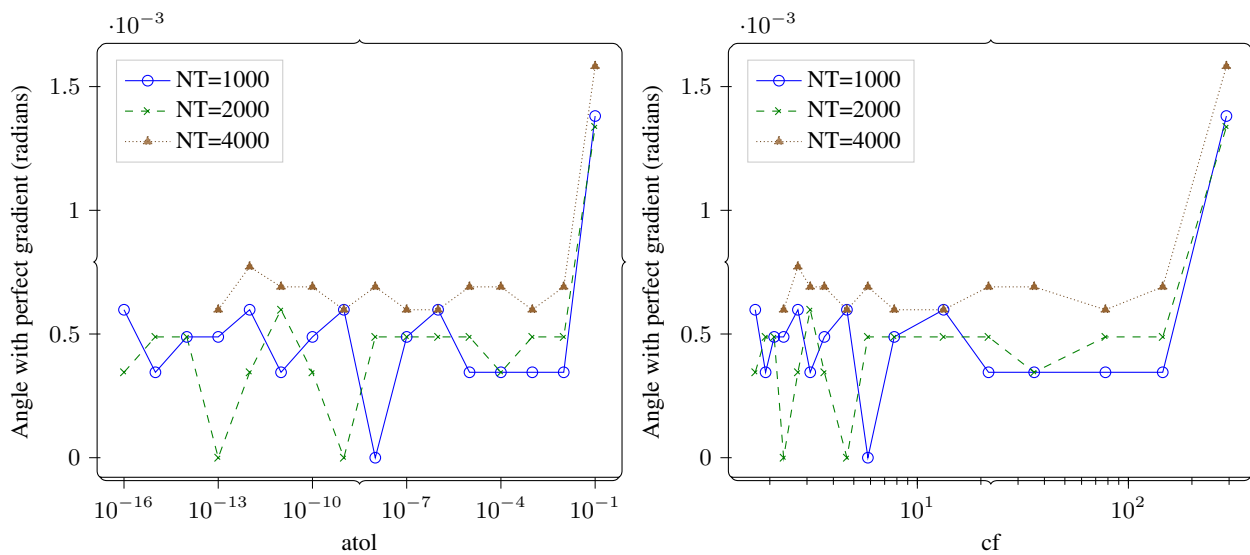 ·10⁻³
Angle with perfect gradient (radians)
1.5
1
0.5
0
NT=1000
NT=2000
NT=4000
10⁻¹⁶ 10⁻¹³ 10⁻¹⁰ 10⁻⁷ 10⁻⁴ 10⁻¹
atol
·10⁻³
Angle with perfect gradient (radians)
1.5
1
0.5
0
NT=1000
NT=2000
NT=4000
10¹ 10²
cf